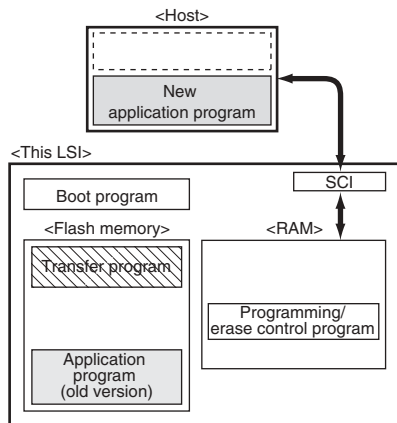 <Host>
New
application program
<This LSI>
SCI
Boot program
<Flash memory>
<RAM>
Transfer program
Programming/
erase control program
Application
program
(old version)